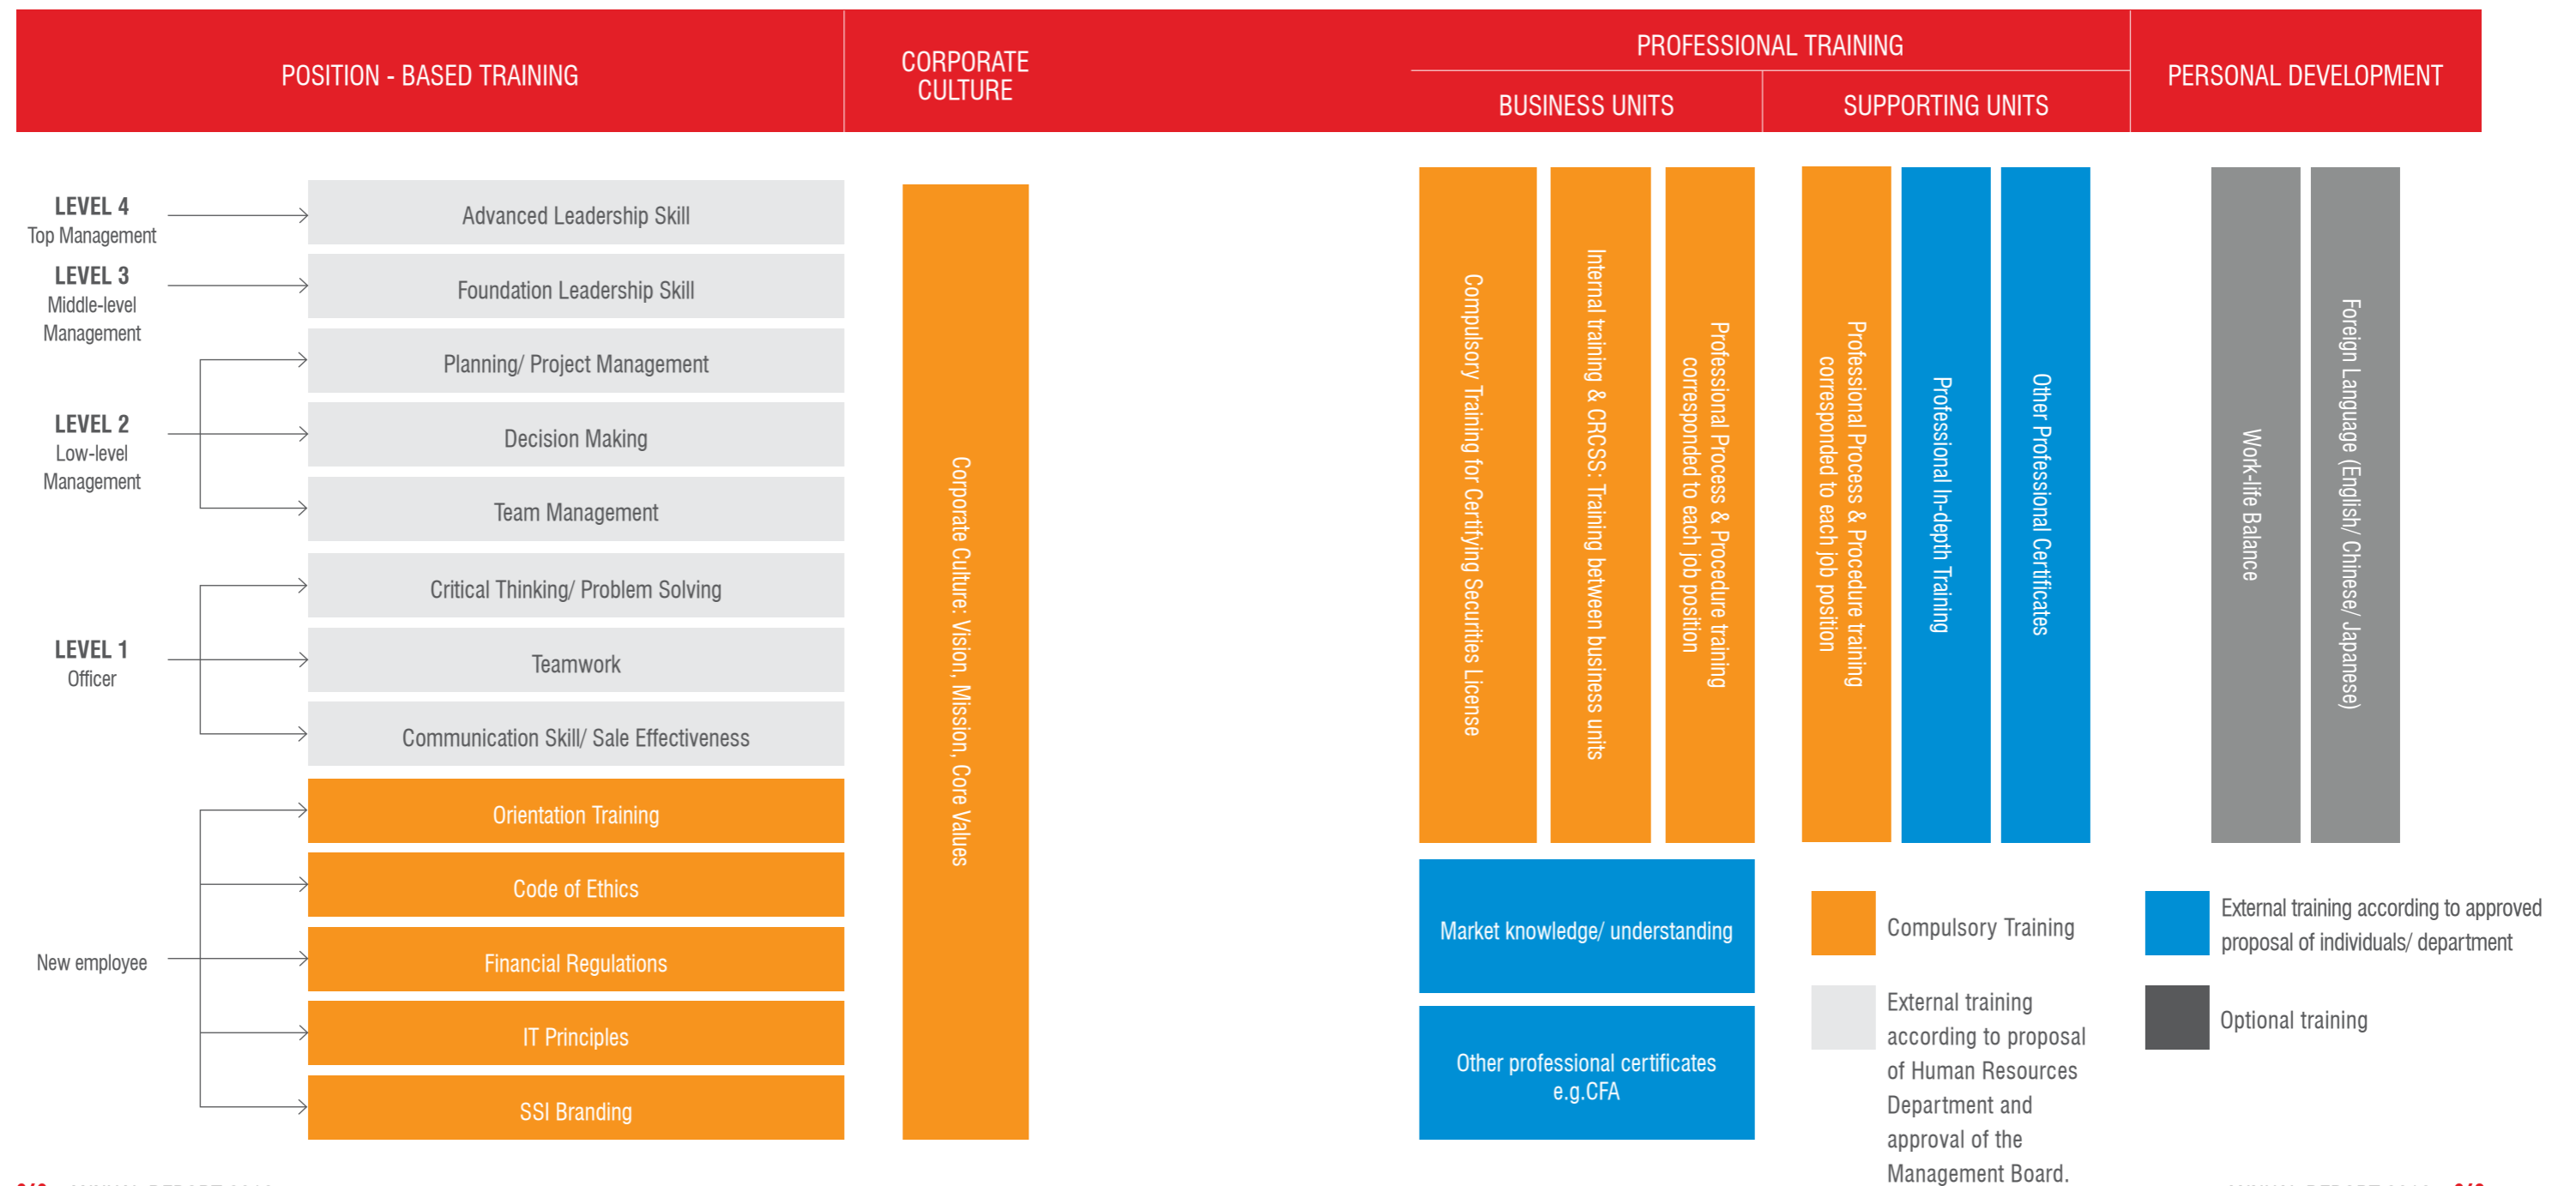 POSITION - BASED TRAINING
CORPORATE
CULTURE
PROFESSIONAL TRAINING
BUSINESS UNITS
SUPPORTING UNITS
PERSONAL DEVELOPMENT
LEVEL 4
Top Management
LEVEL 3
Middle-level
Management
LEVEL 2
Low-level
Management
LEVEL 1
Officer
New employee
Advanced Leadership Skill
Foundation Leadership Skill
Planning/ Project Management
Decision Making
Team Management
Critical Thinking/ Problem Solving
Teamwork
Communication Skill/ Sale Effectiveness
Orientation Training
Code of Ethics
Financial Regulations
IT Principles
SSI Branding
Corporate Culture: Vision, Mission, Core Values
Compulsory Training for Certifying Securities License
Internal training & CRCSS: Training between business units
Professional Process & Procedure training
corresponded to each job position
Market knowledge/ understanding
Other professional certificates
e.g.CFA
Professional Process & Procedure training
corresponded to each job position
Professional In-depth Training
Other Professional Certificates
Work-life Balance
Foreign Language (English/ Chinese/ Japanese)
Compulsory Training
External training
according to proposal
of Human Resources
Department and
approval of the
Management Board.
External training according to approved
proposal of individuals/ department
Optional training